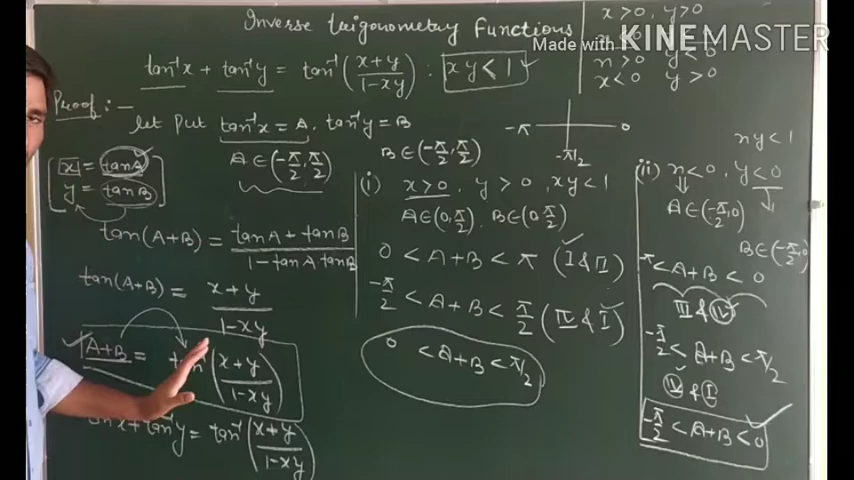 Inverse trigonometry Functions
tan⁻¹x + tan⁻¹y = tan⁻¹(x+y/1-xy) : xy < 1
Proof :-
let Put tan⁻¹x = A, tan⁻¹y = B
x = tanA
y = tanB
A ∈ (-π/2, π/2)
B ∈ (-π/2, π/2)
tan(A+B) = tanA + tanB / 1 - tanA tanB
tan(A+B) = x+y / 1-xy
A+B = tan⁻¹(x+y / 1-xy)
tan⁻¹y = tan⁻¹(x+y / 1-xy)
-π 0
-π/2
(i) x>0, y>0, xy<1
A∈(0,π/2). B∈(0 π/2)
0 < A+B < π (I & II)
-π/2 < A+B < π/2 (IV & I)
0 < A+B < π/2
x>0, y>0
x>0 y<0
x<0 y>0
xy<1
(ii) x<0, y<0
A∈(-π/2,0)
B∈(-π/2,0)
-π < A+B < 0
III & IV
-π/2 < A+B < π/2
IV & I
-π/2 < A+B < 0
Made with KINEMASTER